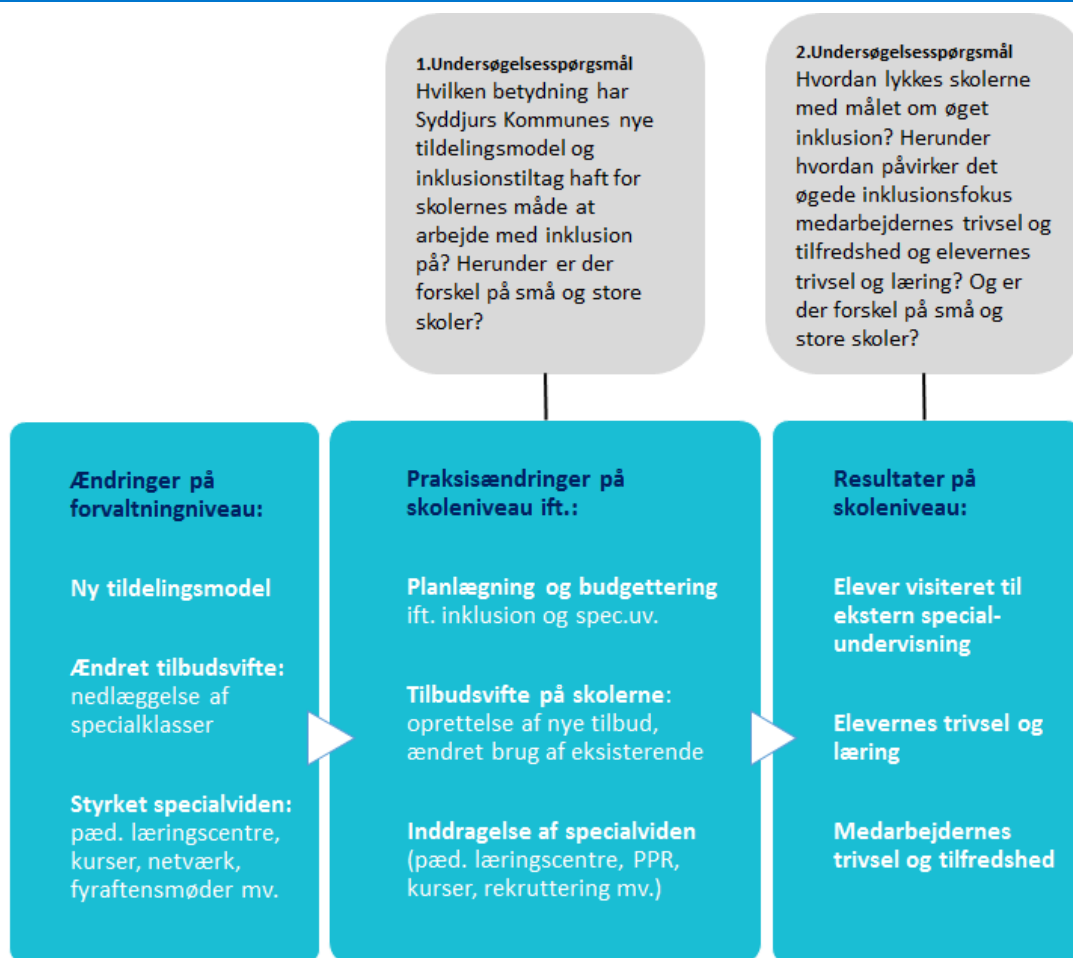 1.Undersøgelsesspørgsmål
Hvilken betydning har
Syddjurs Kommunes nye
tildelingsmodel og
inklusionstiltag haft for
skolernes måde at
arbejde med inklusion
på? Herunder er der
forskel på små og store
skoler?
2.Undersøgelsesspørgsmål
Hvordan lykkes skolerne
med målet om øget
inklusion? Herunder
hvordan påvirker det
øgede inklusionsfokus
medarbejdernes trivsel og
tilfredshed og elevernes
trivsel og læring? Og er
der forskel på små og
store skoler?
Ændringer på
forvaltningniveau:
Ny tildelingsmodel
Ændret tilbudsvifte:
nedlæggelse af
specialklasser
Styrket specialviden:
pæd. læringscentre,
kurser, netværk,
fyraftensmøder mv.
Praksisændringer på
skoleniveau ift.:
Planlægning og budgettering
ift. inklusion og spec.uv.
Tilbudsvifte på skolerne:
oprettelse af nye tilbud,
ændret brug af eksisterende
Inddragelse af specialviden
(pæd. læringscentre, PPR,
kurser, rekruttering mv.)
Resultater på
skoleniveau:
Elever visiteret til
ekstern special-
undervisning
Elevernes trivsel og
læring
Medarbejdernes
trivsel og tilfredshed